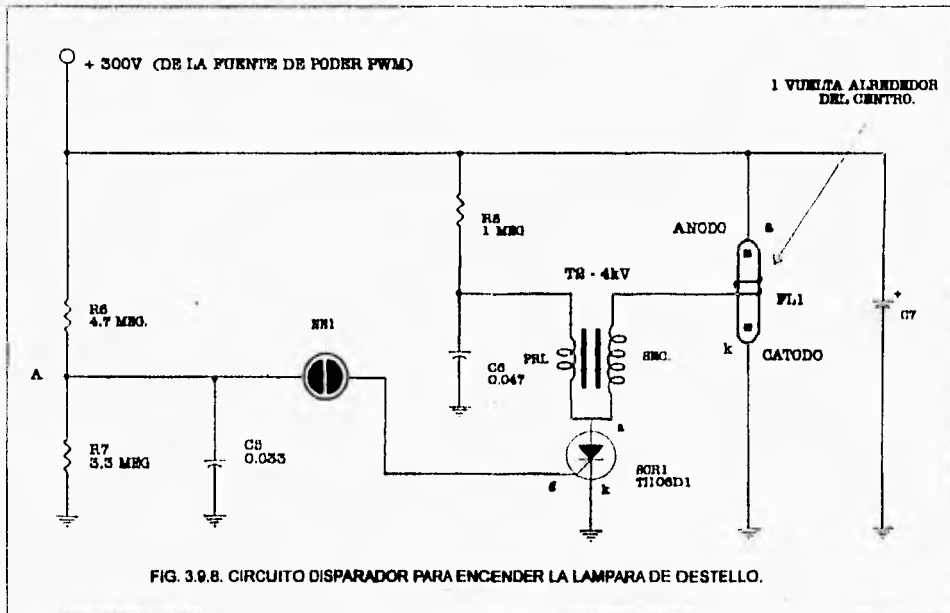 + 300V (DE LA FUENTE DE PODER PWM)
1 VUELTA ALREDEDOR
DEL CENTRO.
R8
1 MEG
ANODO
a
T2 - 4kV
FL1
+
C7
R6
4.7 MEG.
NE1
PRI.
SEC.
k
CATODO
C6
0.047
A
a
R7
3.3 MEG
C5
0.033
SCR1
TI106D1
G
k
FIG. 3.9.8. CIRCUITO DISPARADOR PARA ENCENDER LA LAMPARA DE DESTELLO.